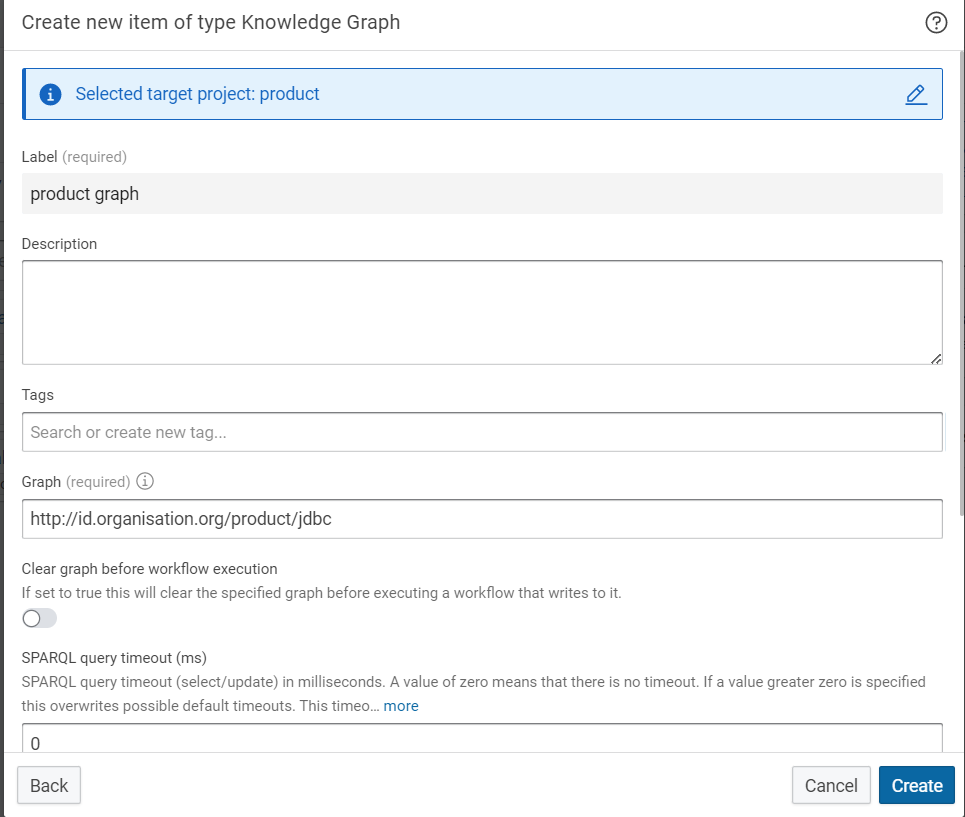 Create new item of type Knowledge Graph
Selected target project: product
Label (required)
product graph
Description
Tags
Search or create new tag...
Graph (required)
http://id.organisation.org/product/jdbc
Clear graph before workflow execution
If set to true this will clear the specified graph before executing a workflow that writes to it.
SPARQL query timeout (ms)
SPARQL query timeout (select/update) in milliseconds. A value of zero means that there is no timeout. If a value greater zero is specified
this overwrites possible default timeouts. This timeo... more
0
Back
Cancel
Create